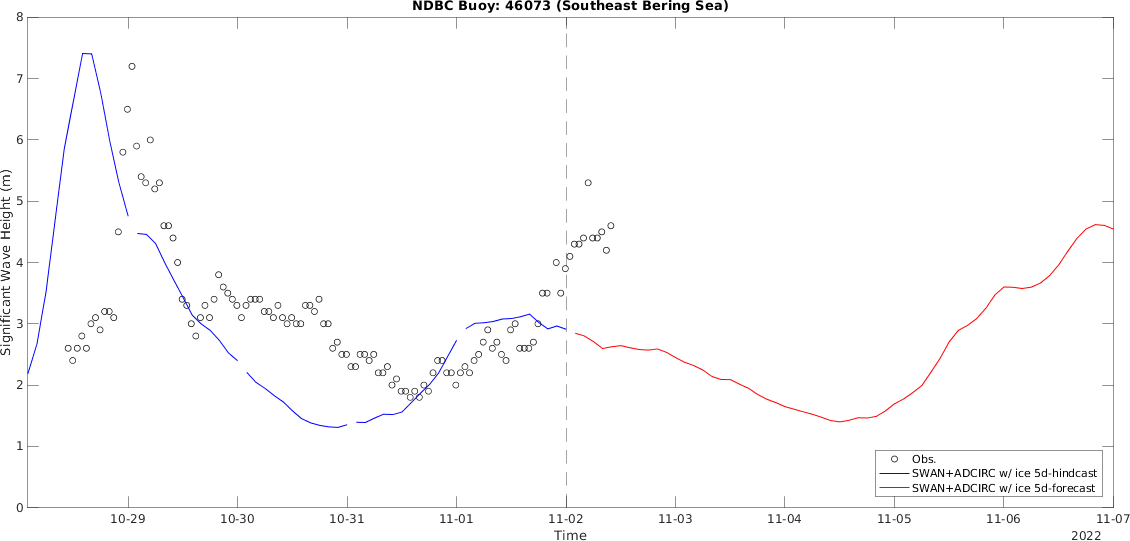 NDBC Buoy: 46073 (Southeast Bering Sea)
Significant Wave Height (m)
8
7
6
5
4
3
2
1
0
Obs.
SWAN+ADCIRC w/ ice 5d-hindcast
SWAN+ADCIRC w/ ice 5d-forecast
10-29 10-30 10-31 11-01 11-02 11-03 11-04 11-05 11-06 11-07
Time
2022